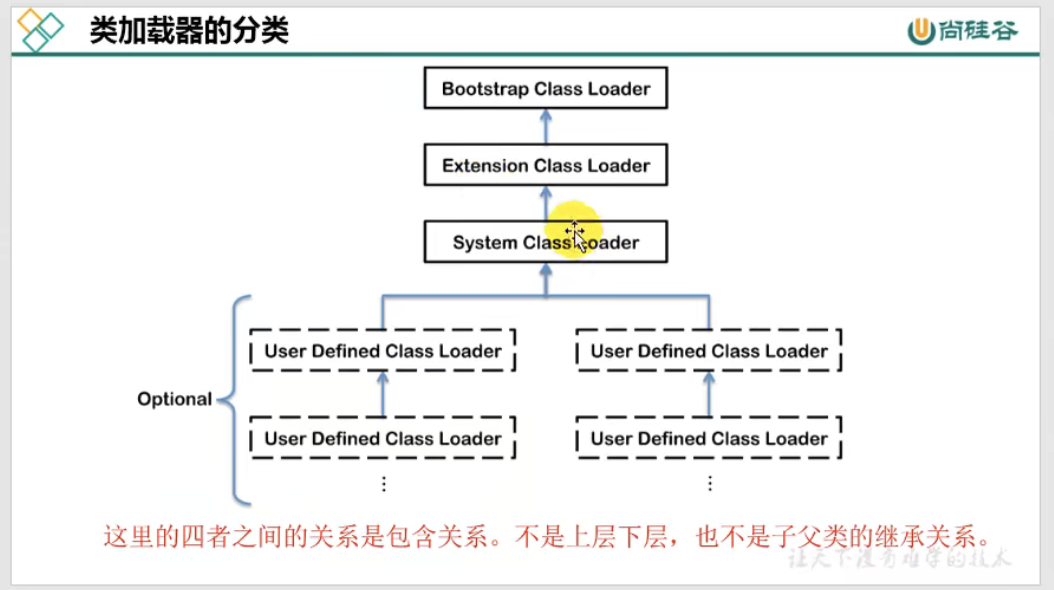 类加载器的分类
尚硅谷
Bootstrap Class Loader
Extension Class Loader
System Class Loader
User Defined Class Loader
User Defined Class Loader
Optional
User Defined Class Loader
User Defined Class Loader
这里的四者之间的关系是包含关系。不是上层下层，也不是子父类的继承关系。
让天下没有难学的技术